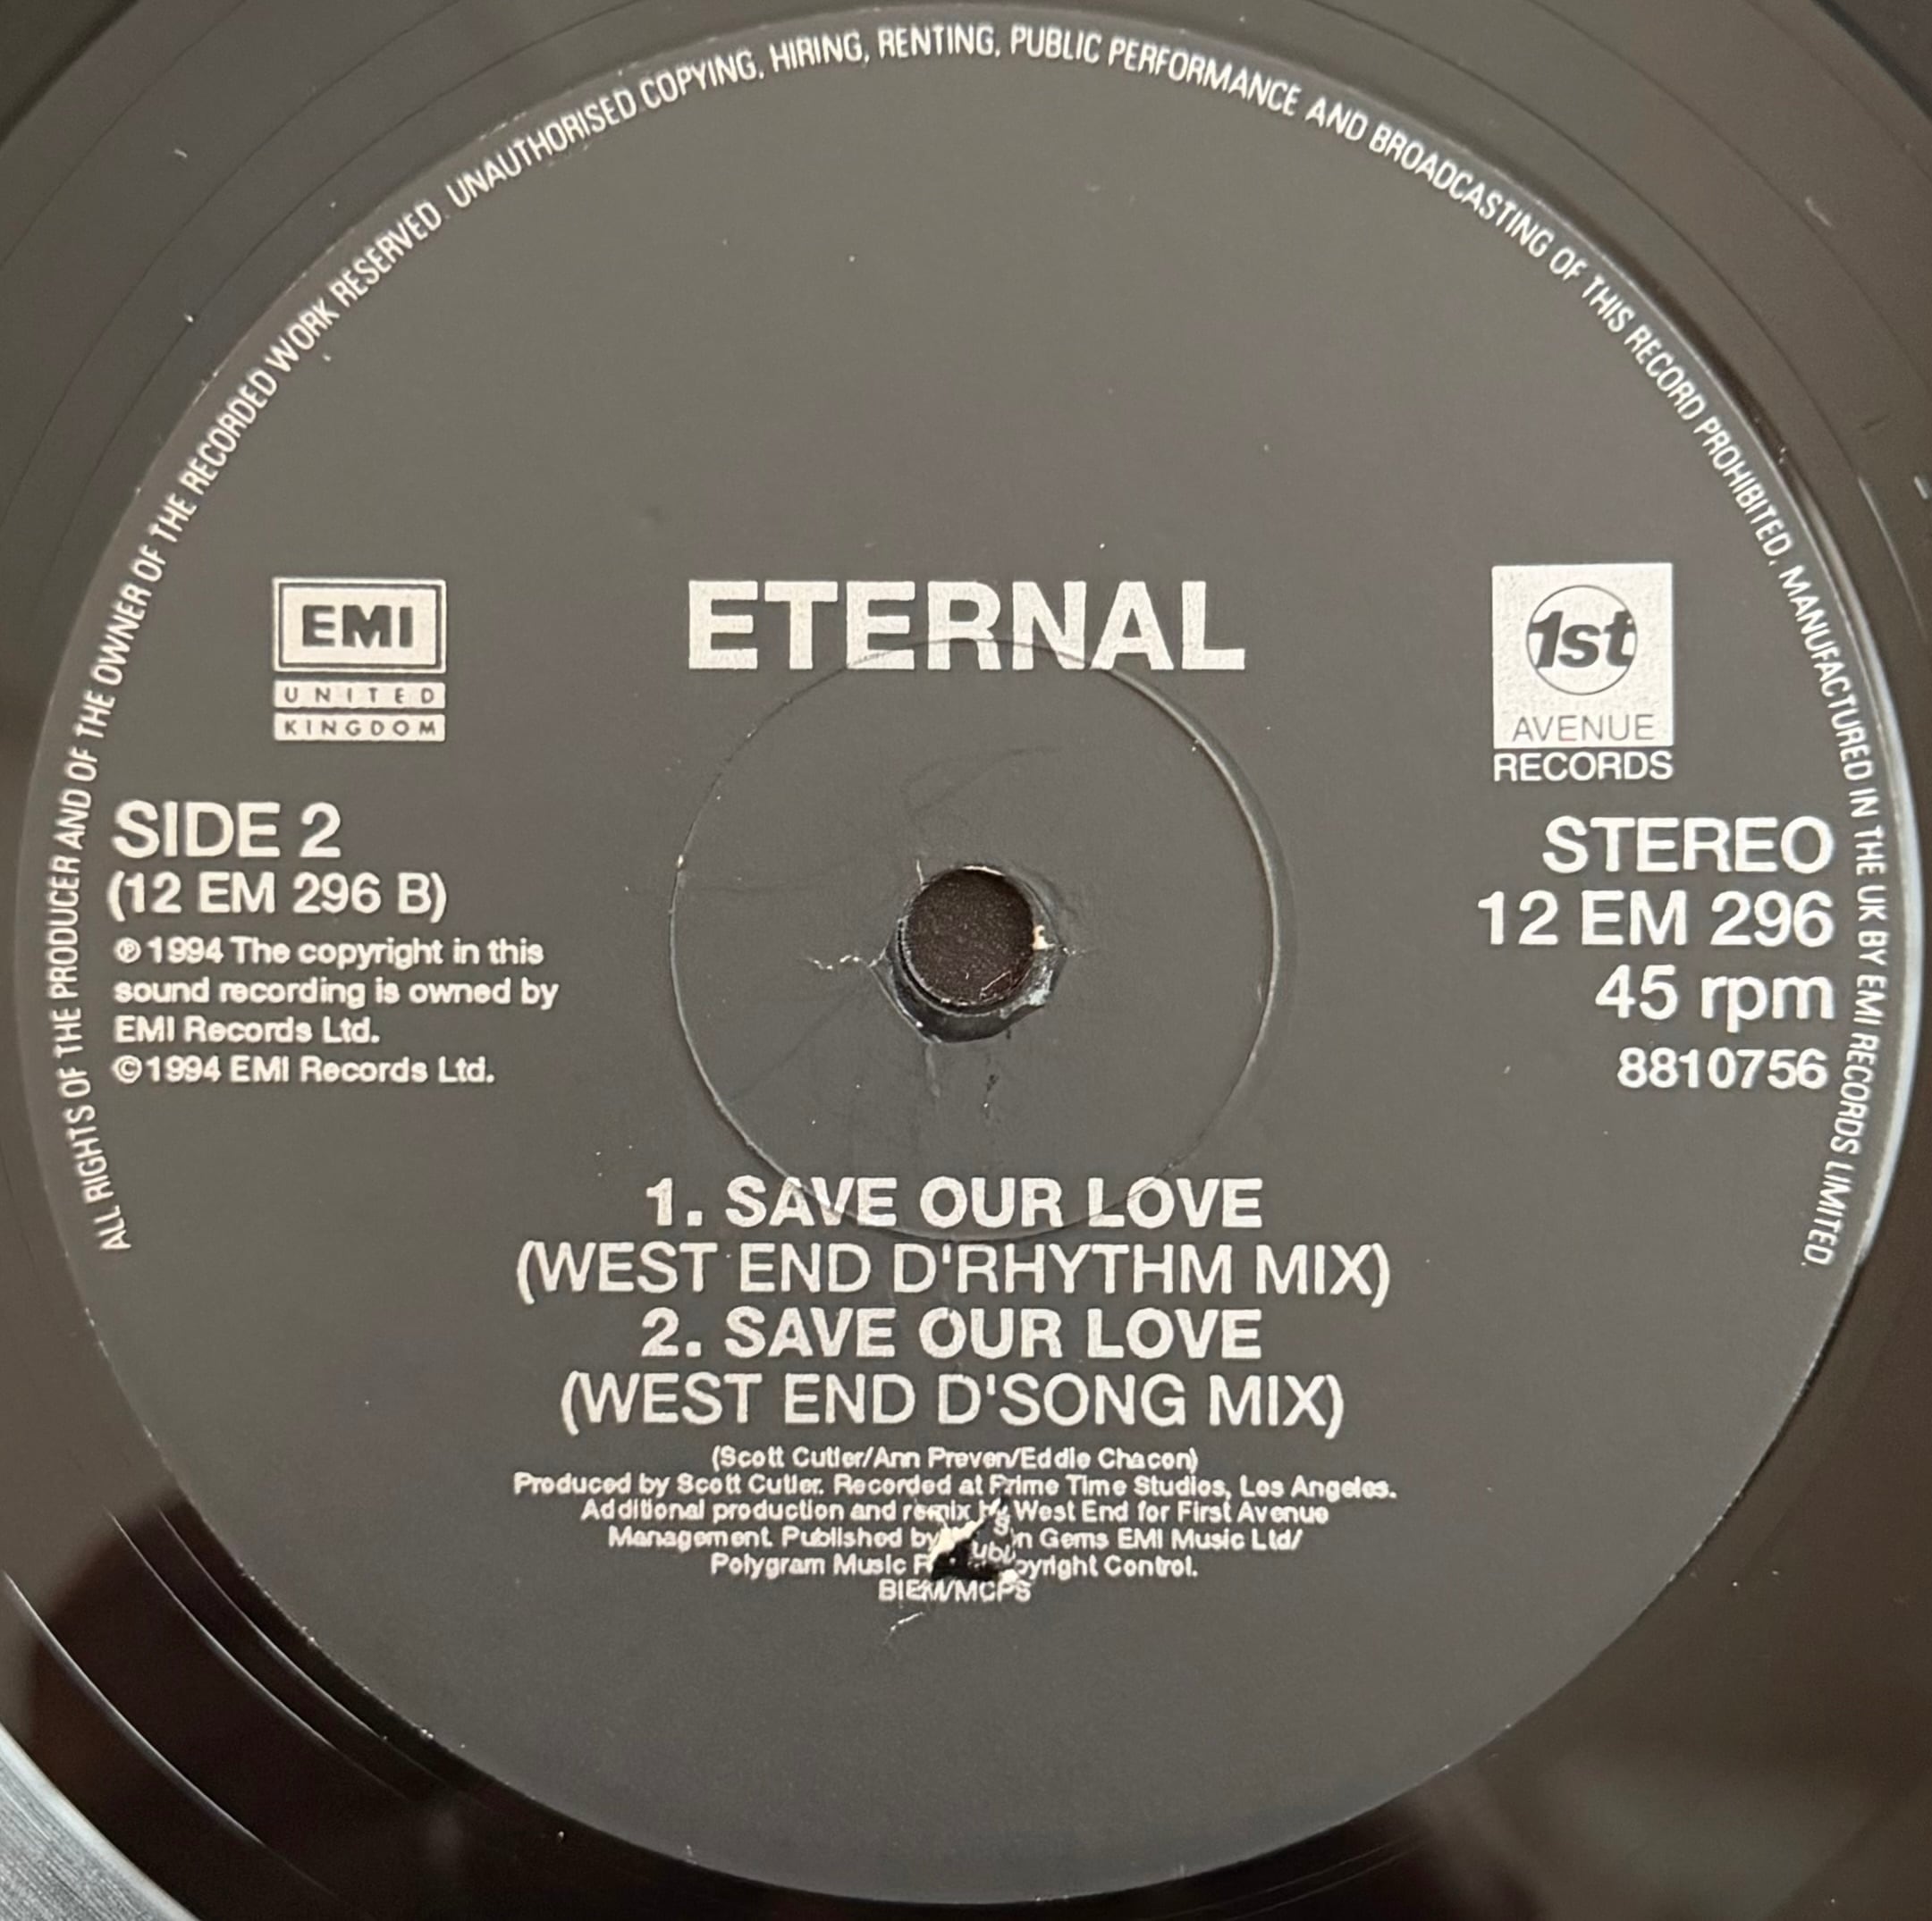 ALL RIGHTS OF THE PRODUCER AND OF THE OWNER OF THE RECORDED WORK RESERVED. UNAUTHORISED COPYING, HIRING, RENTING, PUBLIC PERFORMANCE AND BROADCASTING OF THIS RECORD PROHIBITED. MANUFACTURED IN THE UK BY EMI RECORDS LIMITED.
EMI
UNITED
KINGDOM
ETERNAL
1st
AVENUE
RECORDS
SIDE 2
(12 EM 296 B)
℗ 1994 The copyright in this
sound recording is owned by
EMI Records Ltd.
©1994 EMI Records Ltd.
STEREO
12 EM 296
45 rpm
8810756
1. SAVE OUR LOVE
(WEST END D'RHYTHM MIX)
2. SAVE OUR LOVE
(WEST END D'SONG MIX)
(Scott Cutler/Ann Preven/Eddie Chacon)
Produced by Scott Cutler. Recorded at Prime Time Studios, Los Angeles.
Additional production and remix by West End for First Avenue
Management. Published by Gems EMI Music Ltd/
Polygram Music Control.
BIEM/MCPS